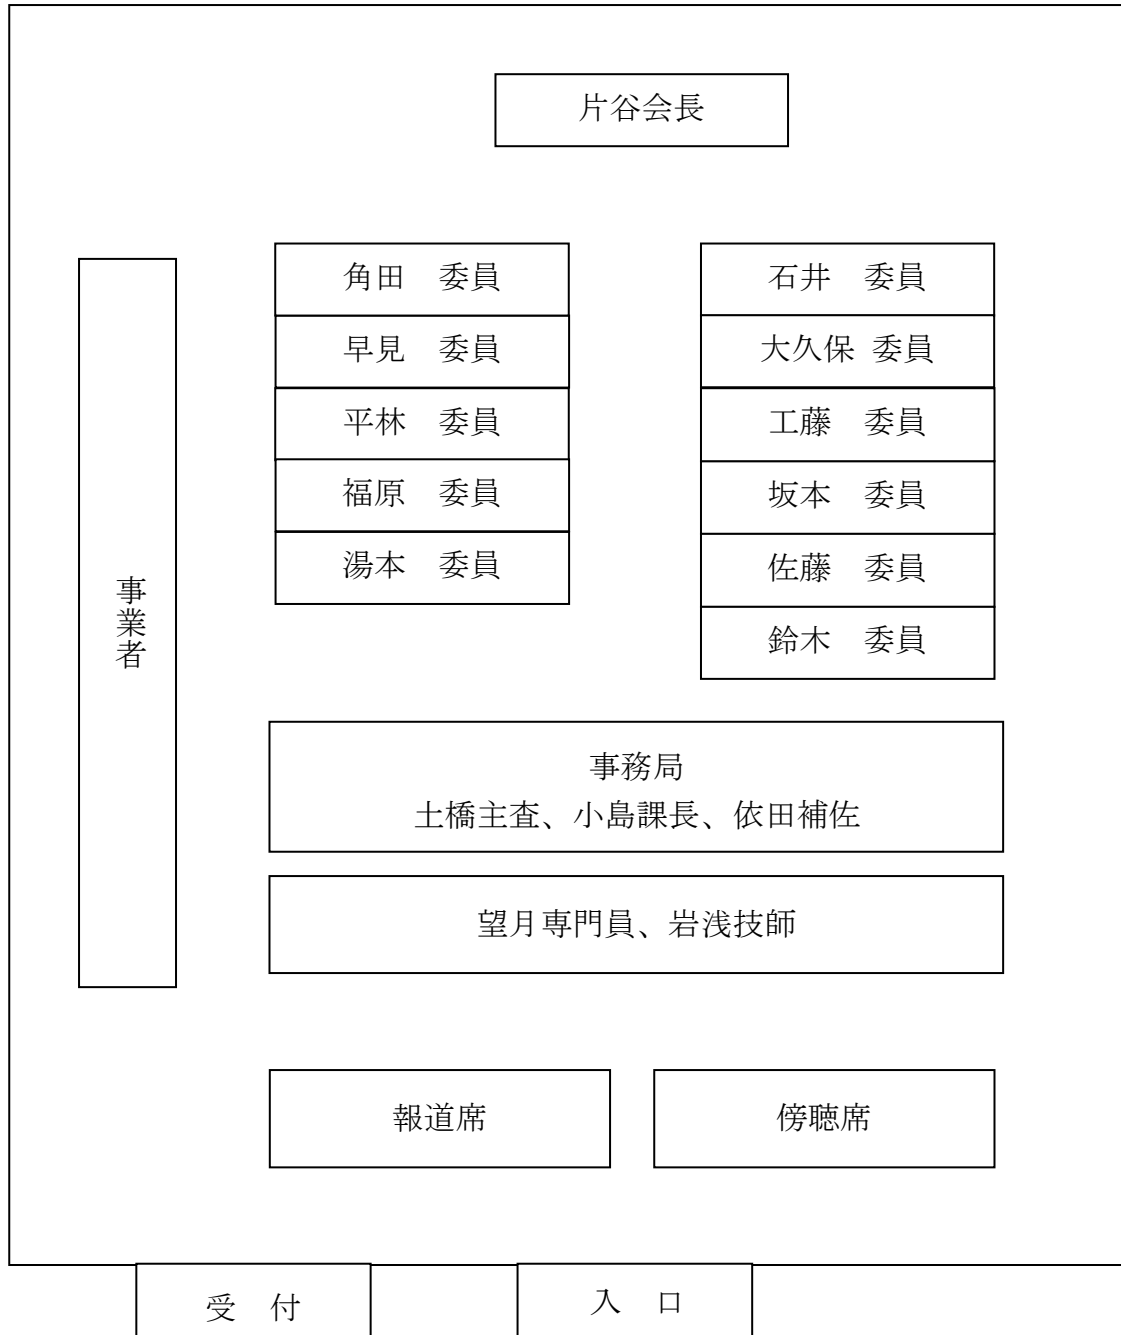 片谷会長
角田　委員
早見　委員
平林　委員
福原　委員
湯本　委員
石井　委員
大久保 委員
工藤　委員
坂本　委員
佐藤　委員
鈴木　委員
事業者
事務局
土橋主査、小島課長、依田補佐
望月専門員、岩浅技師
報道席
傍聴席
受　付
入　口